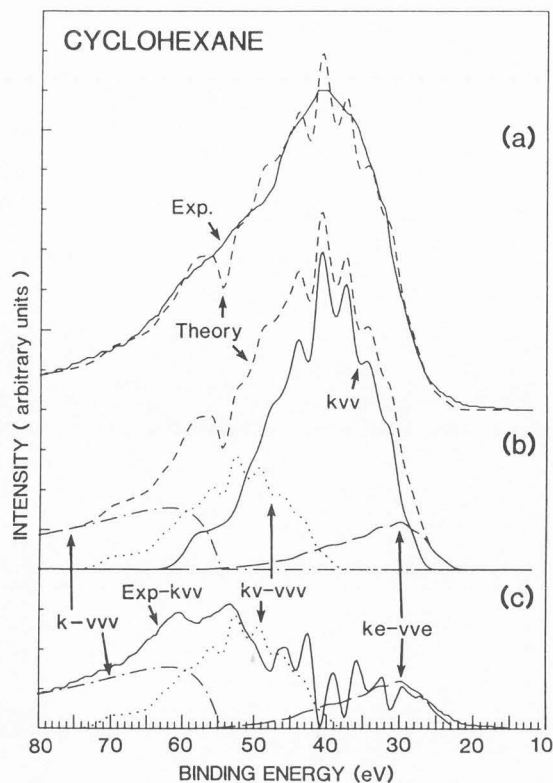 CYCLOHEXANE
(a)
Exp.
Theory
kvv
(b)
k-vvv
Exp-kvv
kv-vvv
ke-vve
(c)
INTENSITY ( arbitrary units )
80 70 60 50 40 30 20 10
BINDING ENERGY (eV)